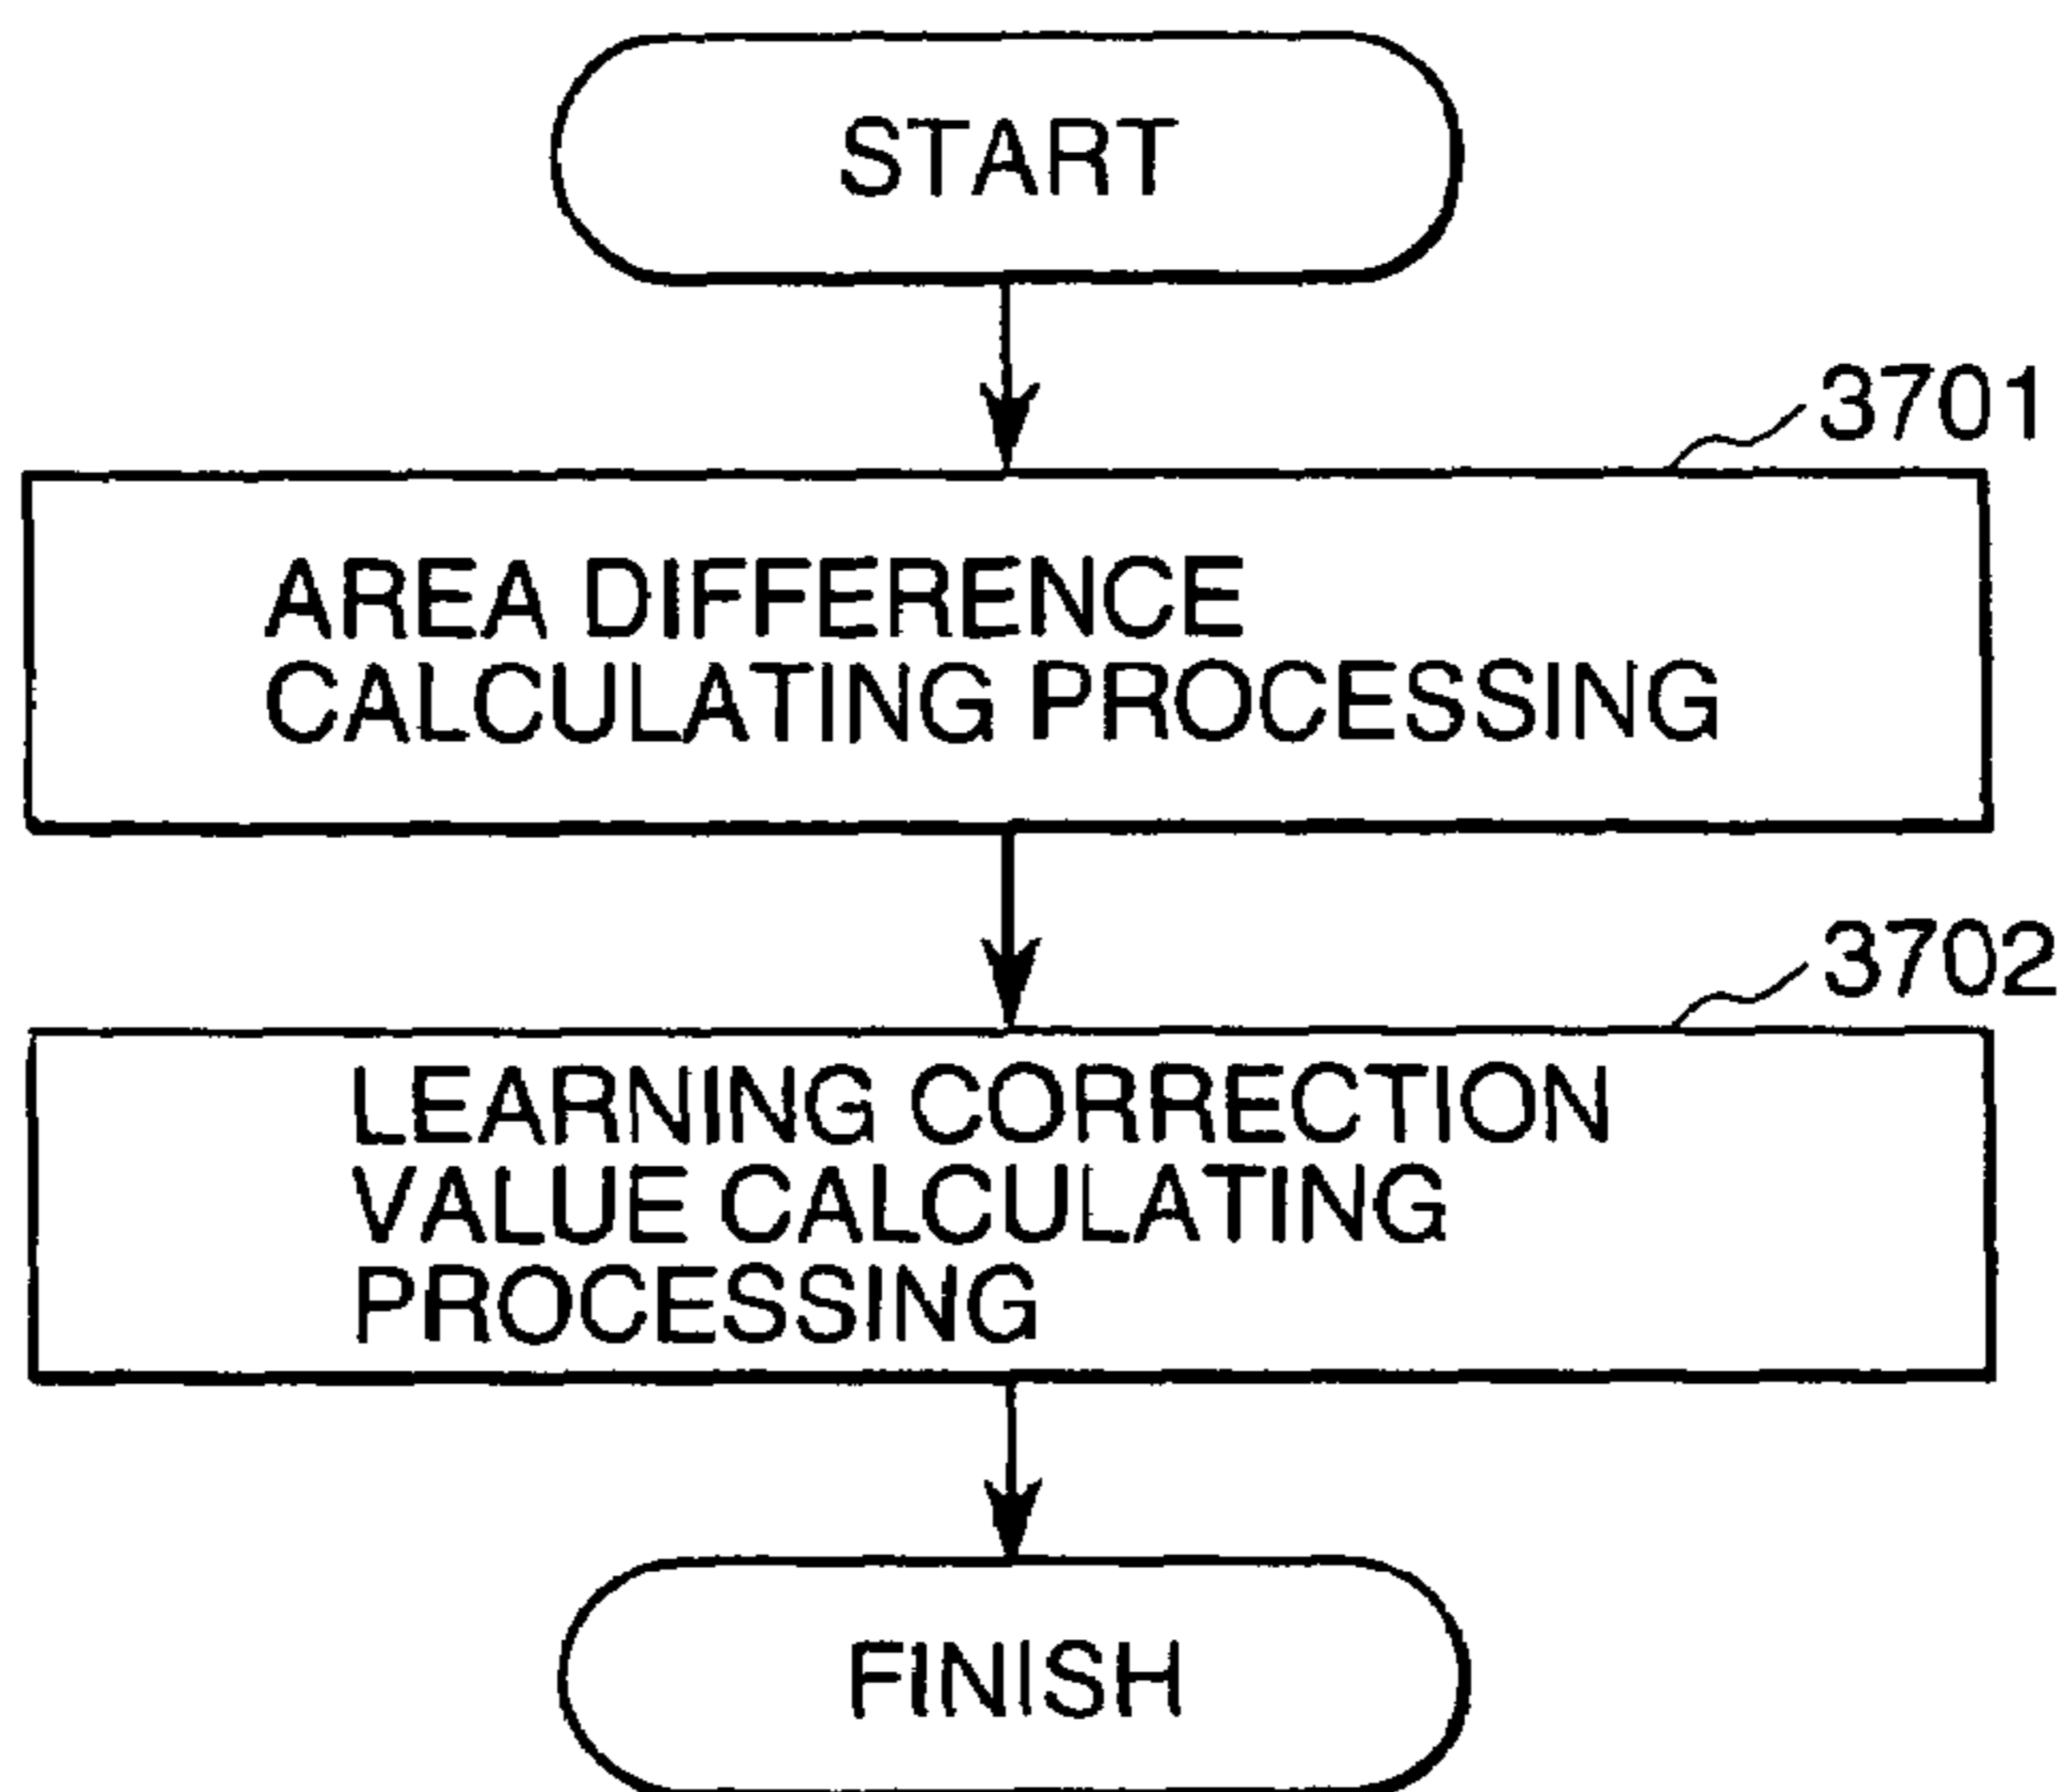 START
3701
AREA DIFFERENCE
CALCULATING PROCESSING
3702
LEARNING CORRECTION
VALUE CALCULATING
PROCESSING
FINISH